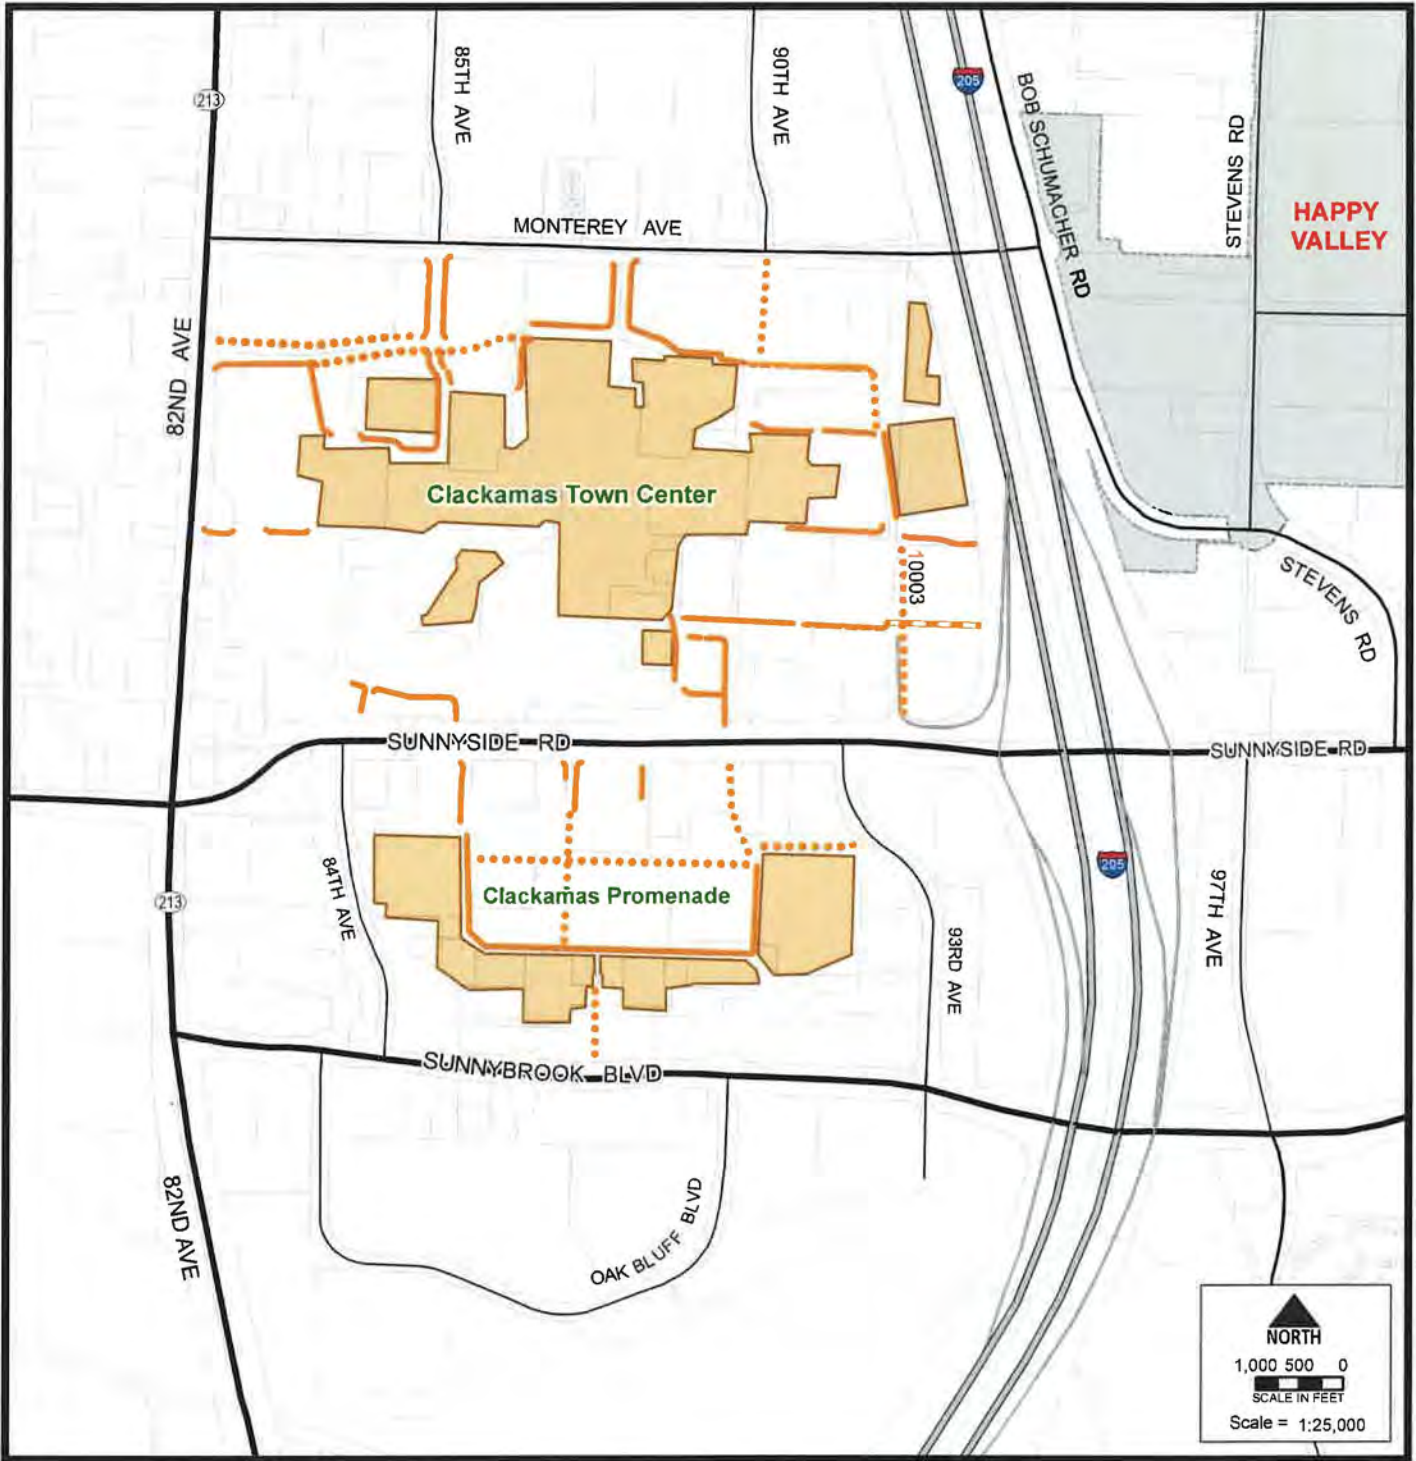 85TH AVE
90TH AVE
205
BOB SCHUMACHER RD
STEVENS RD
213
HAPPY
VALLEY
MONTEREY AVE
82ND AVE
Clackamas Town Center
10003
STEVENS RD
SUNNYSIDE RD
SUNNYSIDE RD
84TH AVE
205
97TH AVE
Clackamas Promenade
213
93RD AVE
SUNNYBROOK BLVD
82ND AVE
OAK BLUFF BLVD
NORTH
1,000 500 0
SCALE IN FEET
Scale = 1:25,000